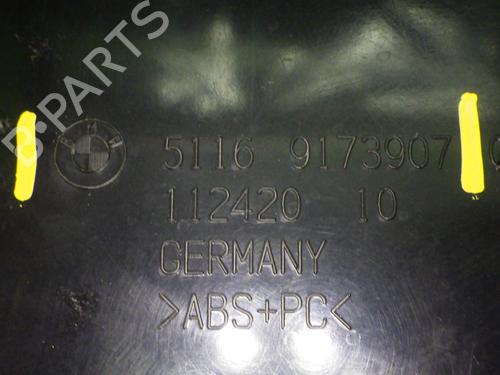 B-PARTS
5116 9173907
112420 10
GERMANY
>ABS+PC<